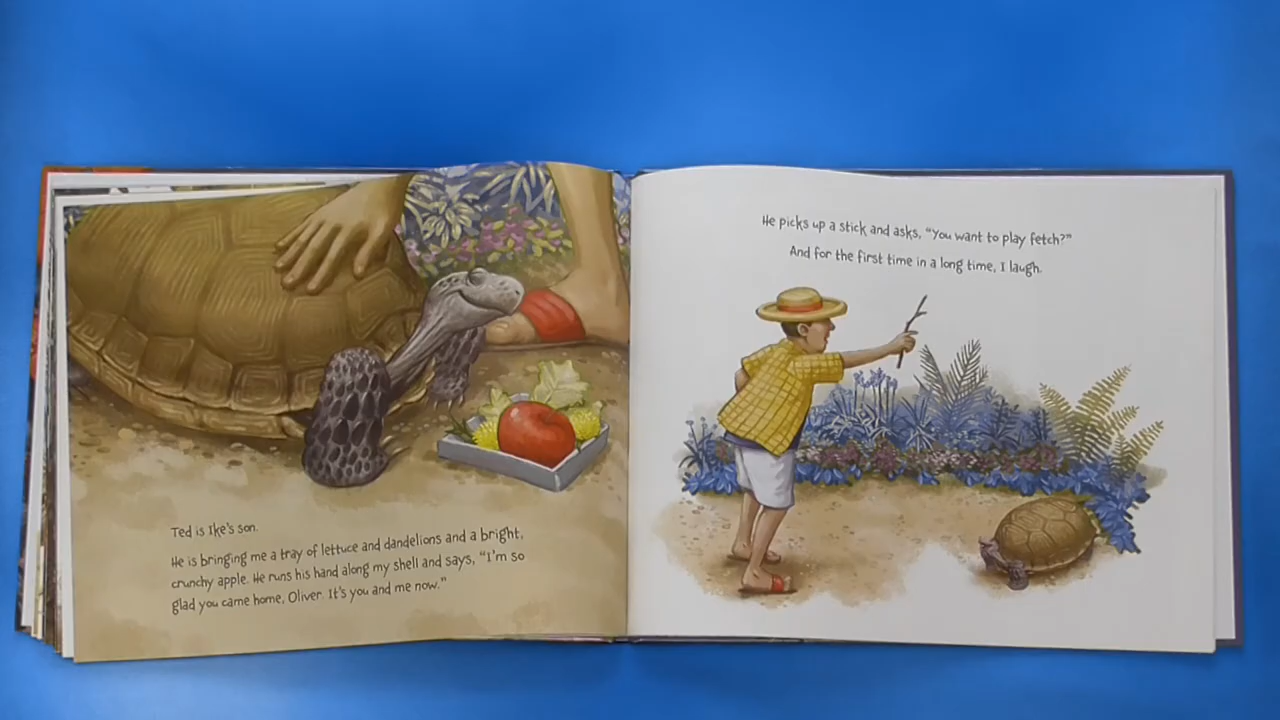 Ted is Ike's son.
He is bringing me a tray of lettuce and dandelions and a bright,
crunchy apple. He runs his hand along my shell and says, "I'm so
glad you came home, Oliver. It's you and me now."
He picks up a stick and asks, "You want to play fetch?"
And for the first time in a long time, I laugh.